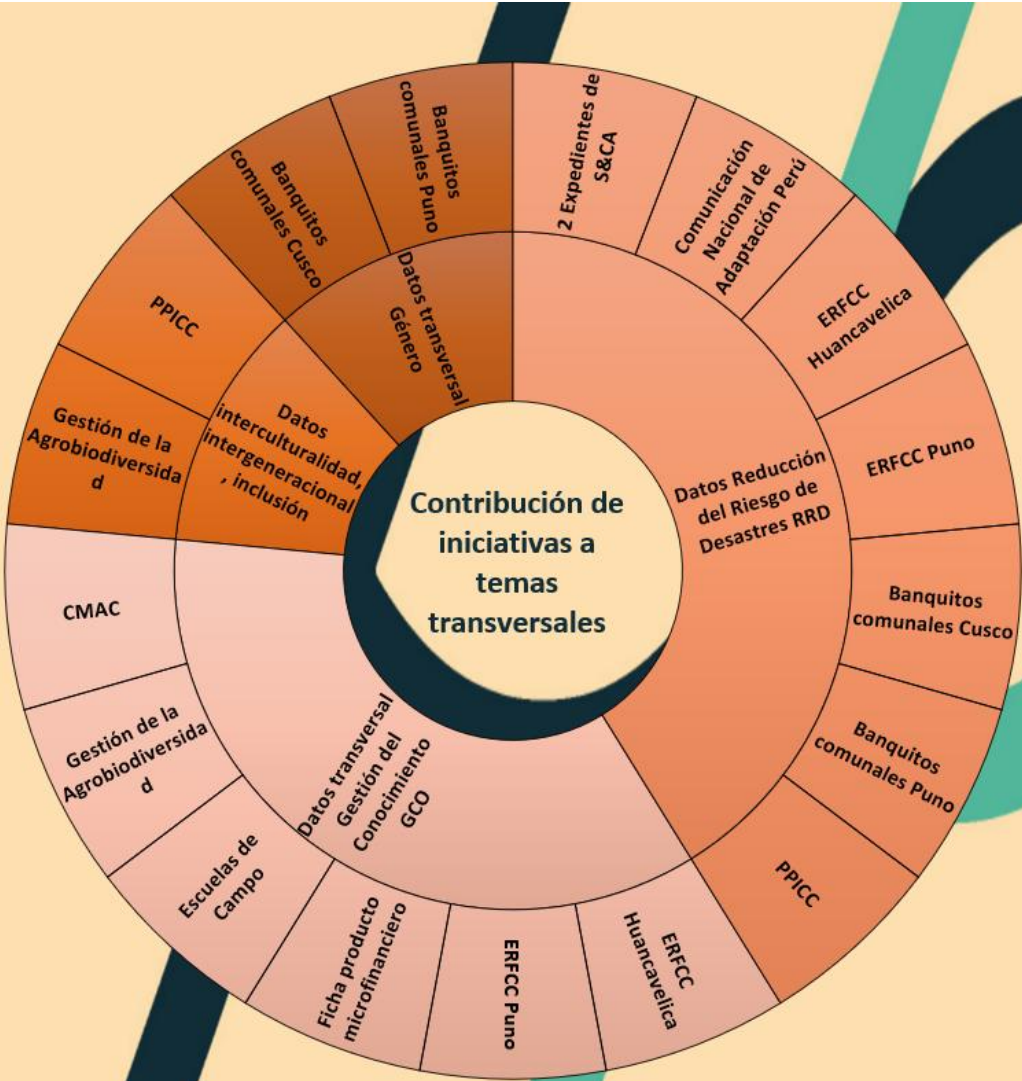 Contribución de
iniciativas a
temas
transversales
Datos Reducción
del Riesgo de
Desastres RRD
2 Expedientes de
S&CA
Comunicación
Nacional de
Adaptación Perú
ERFCC
Huancavelica
ERFCC Puno
Banquitos
comunales Cusco
Banquitos
comunales Puno
PPICC
Datos transversal
Gestión del
Conocimiento
GCO
ERFCC
Huancavelica
ERFCC Puno
Ficha producto
microfinanciero
Escuelas de
Campo
Gestión de la
Agrobiodiversida
d
CMAC
Datos
interculturalidad,
intergeneracional
, inclusión
Gestión de la
Agrobiodiversida
d
PPICC
Datos transversal
Género
Banquitos
comunales Cusco
Banquitos
comunales Puno